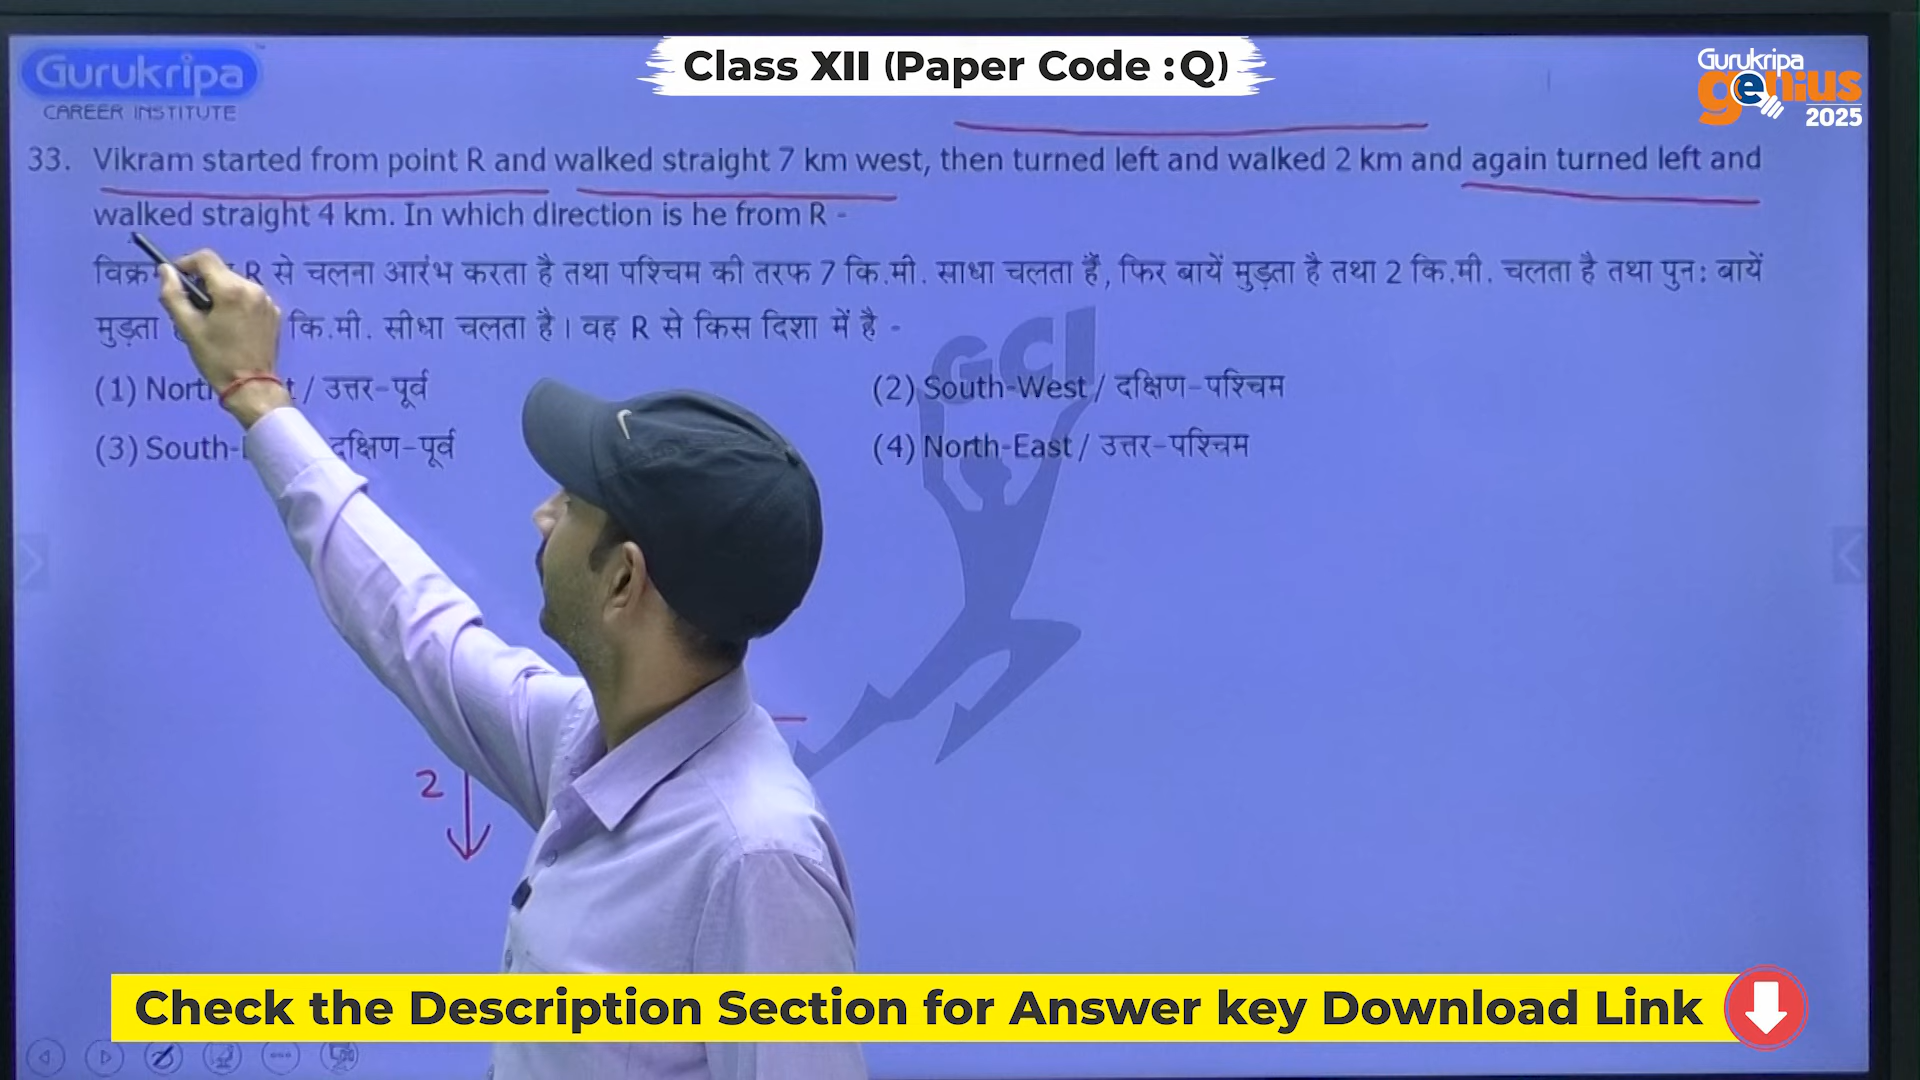 Gurukripa
CAREER INSTITUTE
Class XII (Paper Code :Q)
Gurukripa
genius
2025
33. Vikram started from point R and walked straight 7 km west, then turned left and walked 2 km and again turned left and
walked straight 4 km. In which direction is he from R -
R से चलना आरंभ करता है तथा पश्चिम की तरफ 7 कि.मी. साधा चलता हैं, फिर बायें मुड़ता है तथा 2 कि.मी. चलता है तथा पुनः बायें
मुड़ता कि.मी. सीधा चलता है। वह R से किस दिशा में है -
(1) / उत्तर-पूर्व
(2) South-West / दक्षिण-पश्चिम
(3) South- दक्षिण-पूर्व
(4) North-East / उत्तर-पश्चिम
GCI
2
Check the Description Section for Answer key Download Link